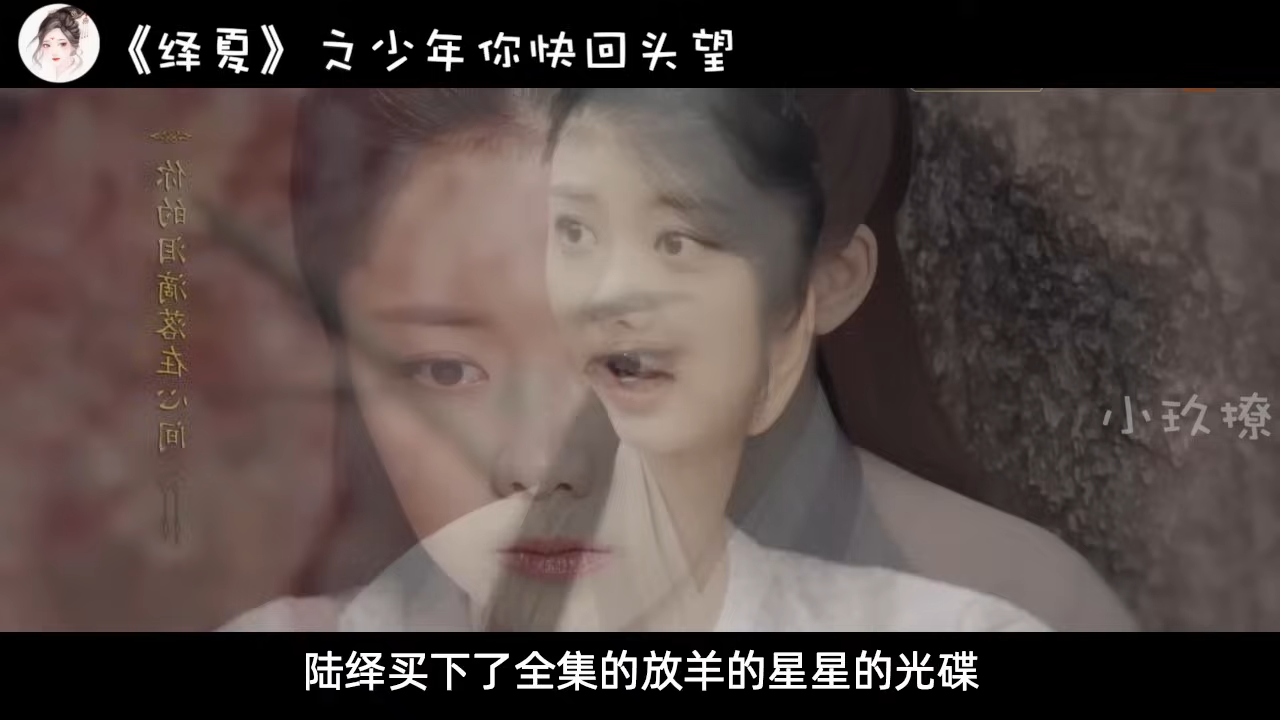 《绎夏》之少年你快回头望
你的泪滴落在心间
小玖撩
陆绎买下了全集的放羊的星星的光碟